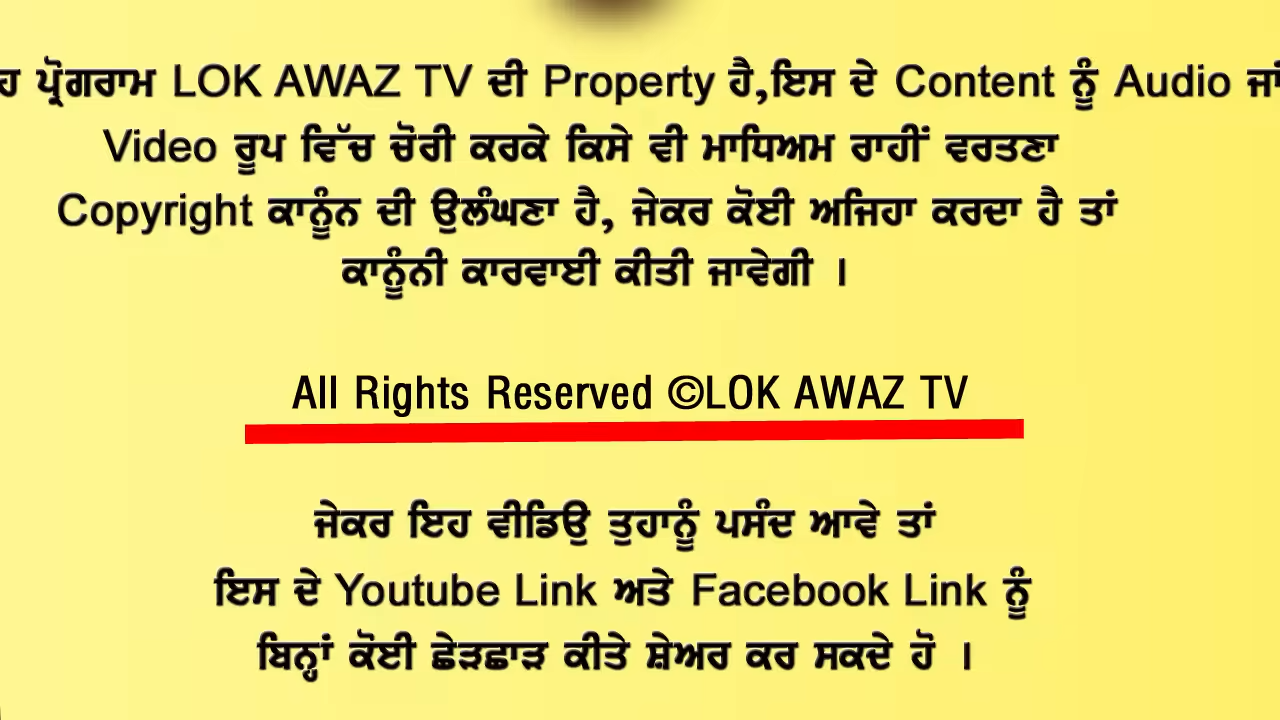 ਹ ਪ੍ਰੋਗਰਾਮ LOK AWAZ TV ਦੀ Property ਹੈ,ਇਸ ਦੇ Content ਨੂੰ Audio ਜਾਂ
Video ਰੂਪ ਵਿੱਚ ਚੋਰੀ ਕਰਕੇ ਕਿਸੇ ਵੀ ਮਾਧਿਅਮ ਰਾਹੀਂ ਵਰਤਣਾ
Copyright ਕਾਨੂੰਨ ਦੀ ਉਲੰਘਣਾ ਹੈ, ਜੇਕਰ ਕੋਈ ਅਜਿਹਾ ਕਰਦਾ ਹੈ ਤਾਂ
ਕਾਨੂੰਨੀ ਕਾਰਵਾਈ ਕੀਤੀ ਜਾਵੇਗੀ ।
All Rights Reserved ©LOK AWAZ TV
ਜੇਕਰ ਇਹ ਵੀਡਿਉ ਤੁਹਾਨੂੰ ਪਸੰਦ ਆਵੇ ਤਾਂ
ਇਸ ਦੇ Youtube Link ਅਤੇ Facebook Link ਨੂੰ
ਬਿਨ੍ਹਾਂ ਕੋਈ ਛੇੜਛਾੜ ਕੀਤੇ ਸ਼ੇਅਰ ਕਰ ਸਕਦੇ ਹੋ ।